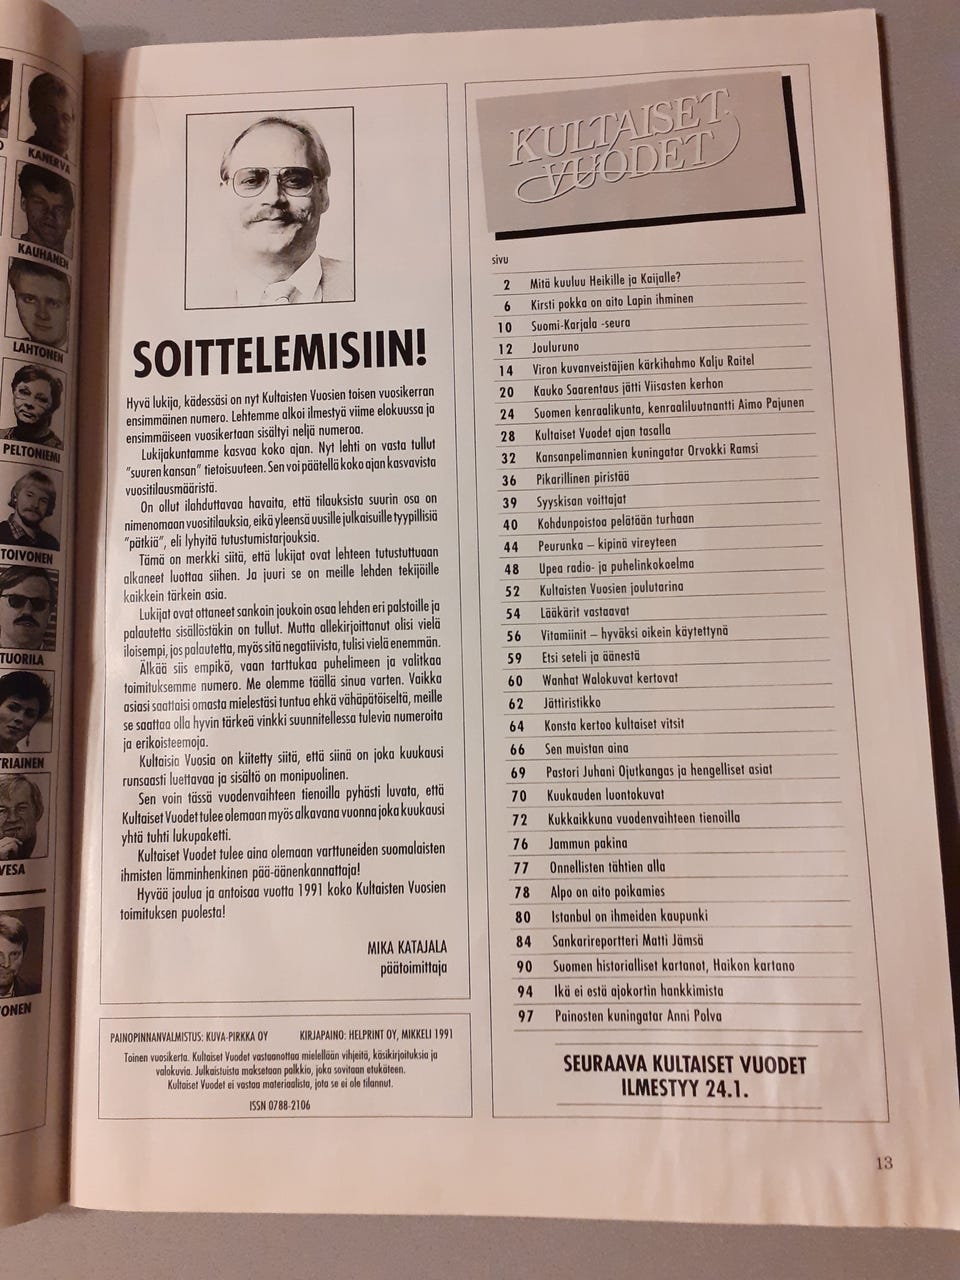 KANERVA
KAUHANEN
LAHTONEN
PELTONIEMI
TOIVONEN
TUORILA
TRIAINEN
VESA
ONEN
SOITTELEMISIIN!
Hyvä lukija, kädessäsi on nyt Kultaisten Vuosien toisen vuosikerran
ensimmäinen numero. Lehtemme alkoi ilmestyä viime elokuussa ja
ensimmäiseen vuosikertaan sisältyi neljä numeroa.
Lukijakuntamme kasvaa koko ajan. Nyt lehti on vasta tullut
"suuren kansan" tietoisuuteen. Sen voi päätellä koko ajan kasvavista
vuositilausmääristä.
On ollut ilahduttavaa havaita, että tilauksista suurin osa on
nimenomaan vuositilauksia, eikä yleensä uusille julkaisuille tyypillisiä
"pätkiä", eli lyhyitä tutustumistarjouksia.
Tämä on merkki siitä, että lukijat ovat lehteen tutustuttuaan
alkaneet luottaa siihen. Ja juuri se on meille lehden tekijöille
kaikkein tärkein asia.
Lukijat ovat ottaneet sankoin joukoin osaa lehden eri palstoille ja
palautetta sisällöstäkin on tullut. Mutta allekirjoittanut olisi vielä
iloisempi, jos palautetta, myös sitä negatiivista, tulisi vielä enemmän.
Älkää siis empikö, vaan tarttukaa puhelimeen ja valitkaa
toimituksemme numero. Me olemme täällä sinua varten. Vaikka
asiasi saattaisi omasta mielestäsi tuntua ehkä vähäpätöiseltä, meille
se saattaa olla hyvin tärkeä vinkki suunnitellessa tulevia numeroita
ja erikoisteemoja.
Kultaisia Vuosia on kiitetty siitä, että siinä on joka kuukausi
runsaasti luettavaa ja sisältö on monipuolinen.
Sen voin tässä vuodenvaihteen tienoilla pyhästi luvata, että
Kultaiset Vuodet tulee olemaan myös alkavana vuonna joka kuukausi
yhtä tuhti lukupaketti.
Kultaiset Vuodet tulee aina olemaan varttuneiden suomalaisten
ihmisten lämminhenkinen pää-äänenkannattaja!
Hyvää joulua ja antoisaa vuotta 1991 koko Kultaisten Vuosien
toimituksen puolesta!
MIKA KATAJALA
päätoimittaja
PAINOPINNANVALMISTUS: KUVA-PIRKKA OY KIRJAPAINO: HELPRINT OY, MIKKELI 1991
Toinen vuosikerta. Kultaiset Vuodet vastaanottaa mielellään vihjeitä, käsikirjoituksia ja
valokuvia. Julkaistuista maksetaan palkkio, joka sovitaan etukäteen.
Kultaiset Vuodet ei vastaa materiaalista, jota se ei ole tilannut.
ISSN 0788-2106
KULTAISET
VUODET
sivu
2 Mitä kuuluu Heikille ja Kaijalle?
6 Kirsti pokka on aito Lapin ihminen
10 Suomi-Karjala -seura
12 Jouluruno
14 Viron kuvanveistäjien kärkihahmo Kalju Raitel
20 Kauko Saarentaus jätti Viisasten kerhon
24 Suomen kenraalikunta, kenraaliluutnantti Aimo Pajunen
28 Kultaiset Vuodet ajan tasalla
32 Kansanpelimannien kuningatar Orvokki Ramsi
36 Pikarillinen piristää
39 Syyskisan voittajat
40 Kohdunpoistoa pelätään turhaan
44 Peurunka – kipinä vireyteen
48 Upea radio- ja puhelinkokoelma
52 Kultaisten Vuosien joulutarina
54 Lääkärit vastaavat
56 Vitamiinit – hyväksi oikein käytettynä
59 Etsi seteli ja äänestä
60 Wanhat Walokuvat kertovat
62 Jättiristikko
64 Konsta kertoo kultaiset vitsit
66 Sen muistan aina
69 Pastori Juhani Ojutkangas ja hengelliset asiat
70 Kuukauden luontokuvat
72 Kukkaikkuna vuodenvaihteen tienoilla
76 Jammun pakina
77 Onnellisten tähtien alla
78 Alpo on aito poikamies
80 Istanbul on ihmeiden kaupunki
84 Sankarireportteri Matti Jämsä
90 Suomen historialliset kartanot, Haikon kartano
94 Ikä ei estä ajokortin hankkimista
97 Painosten kuningatar Anni Polva
SEURAAVA KULTAISET VUODET
ILMESTYY 24.1.
13